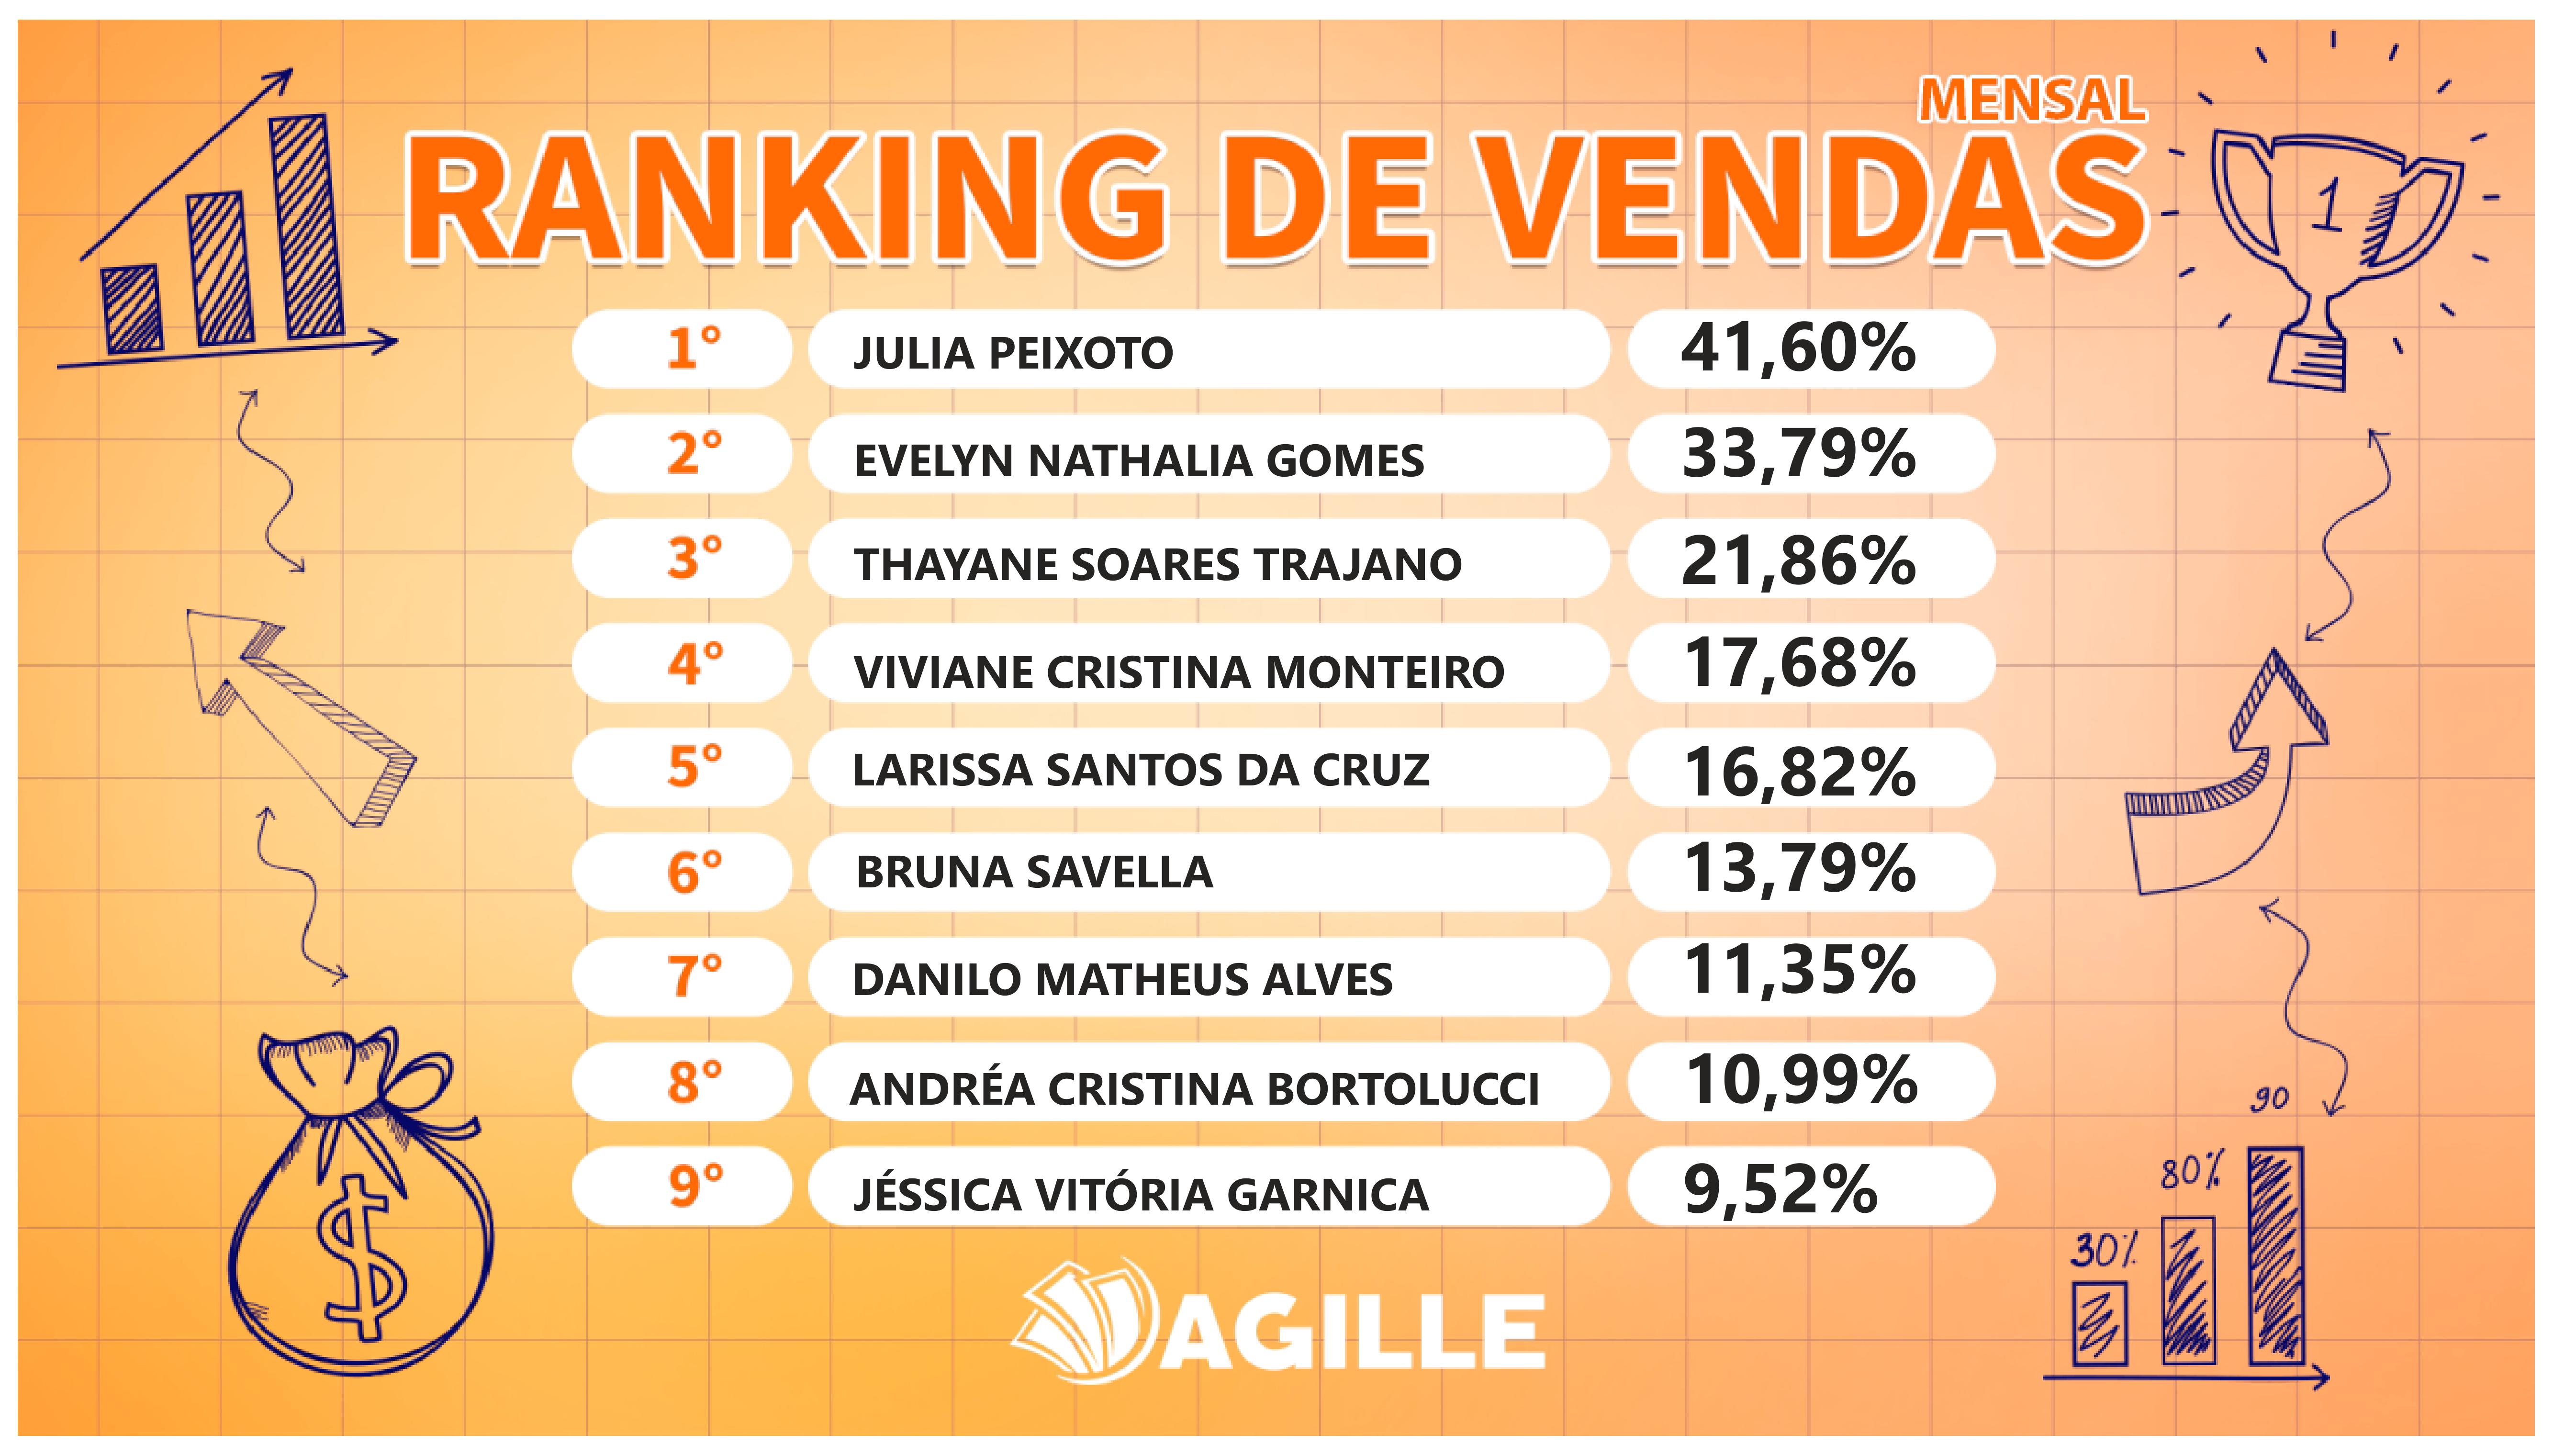 MENSAL
RANKING DE VENDAS
1
1° JULIA PEIXOTO 41,60%
2° EVELYN NATHALIA GOMES 33,79%
3° THAYANE SOARES TRAJANO 21,86%
4° VIVIANE CRISTINA MONTEIRO 17,68%
5° LARISSA SANTOS DA CRUZ 16,82%
6° BRUNA SAVELLA 13,79%
7° DANILO MATHEUS ALVES 11,35%
8° ANDRÉA CRISTINA BORTOLUCCI 10,99%
9° JÉSSICA VITÓRIA GARNICA 9,52%
90
80%
30%
$
AGILLE